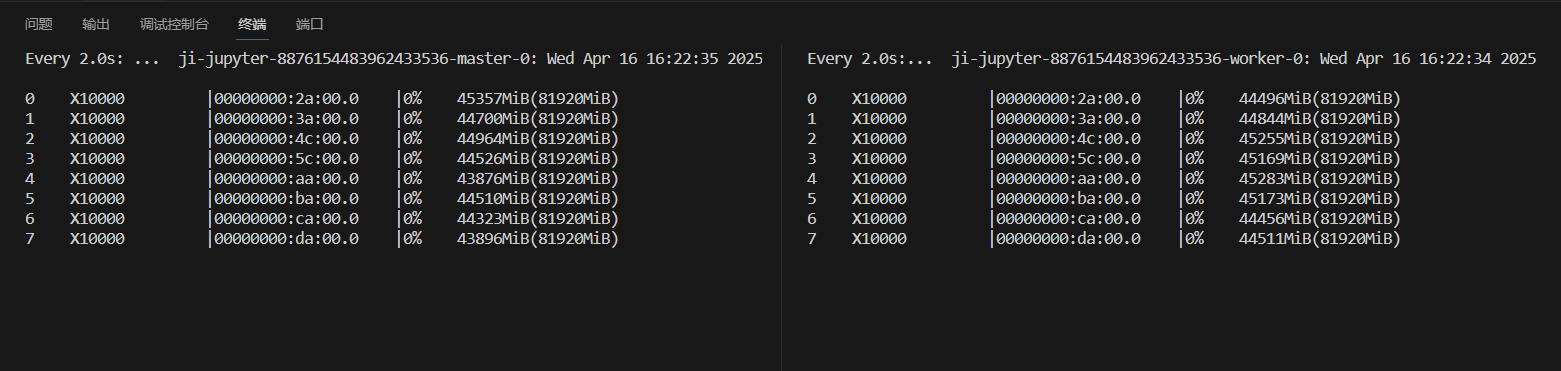 问题 输出 调试控制台 终端 端口
Every 2.0s: ... ji-jupyter-8876154483962433536-master-0: Wed Apr 16 16:22:35 2025
0 X10000 |00000000:2a:00.0 |0% 45357MiB(81920MiB)
1 X10000 |00000000:3a:00.0 |0% 44700MiB(81920MiB)
2 X10000 |00000000:4c:00.0 |0% 44964MiB(81920MiB)
3 X10000 |00000000:5c:00.0 |0% 44526MiB(81920MiB)
4 X10000 |00000000:aa:00.0 |0% 43876MiB(81920MiB)
5 X10000 |00000000:ba:00.0 |0% 44510MiB(81920MiB)
6 X10000 |00000000:ca:00.0 |0% 44323MiB(81920MiB)
7 X10000 |00000000:da:00.0 |0% 43896MiB(81920MiB)
Every 2.0s:... ji-jupyter-8876154483962433536-worker-0: Wed Apr 16 16:22:34 2025
0 X10000 |00000000:2a:00.0 |0% 44496MiB(81920MiB)
1 X10000 |00000000:3a:00.0 |0% 44844MiB(81920MiB)
2 X10000 |00000000:4c:00.0 |0% 45255MiB(81920MiB)
3 X10000 |00000000:5c:00.0 |0% 45169MiB(81920MiB)
4 X10000 |00000000:aa:00.0 |0% 45283MiB(81920MiB)
5 X10000 |00000000:ba:00.0 |0% 45173MiB(81920MiB)
6 X10000 |00000000:ca:00.0 |0% 44456MiB(81920MiB)
7 X10000 |00000000:da:00.0 |0% 44511MiB(81920MiB)